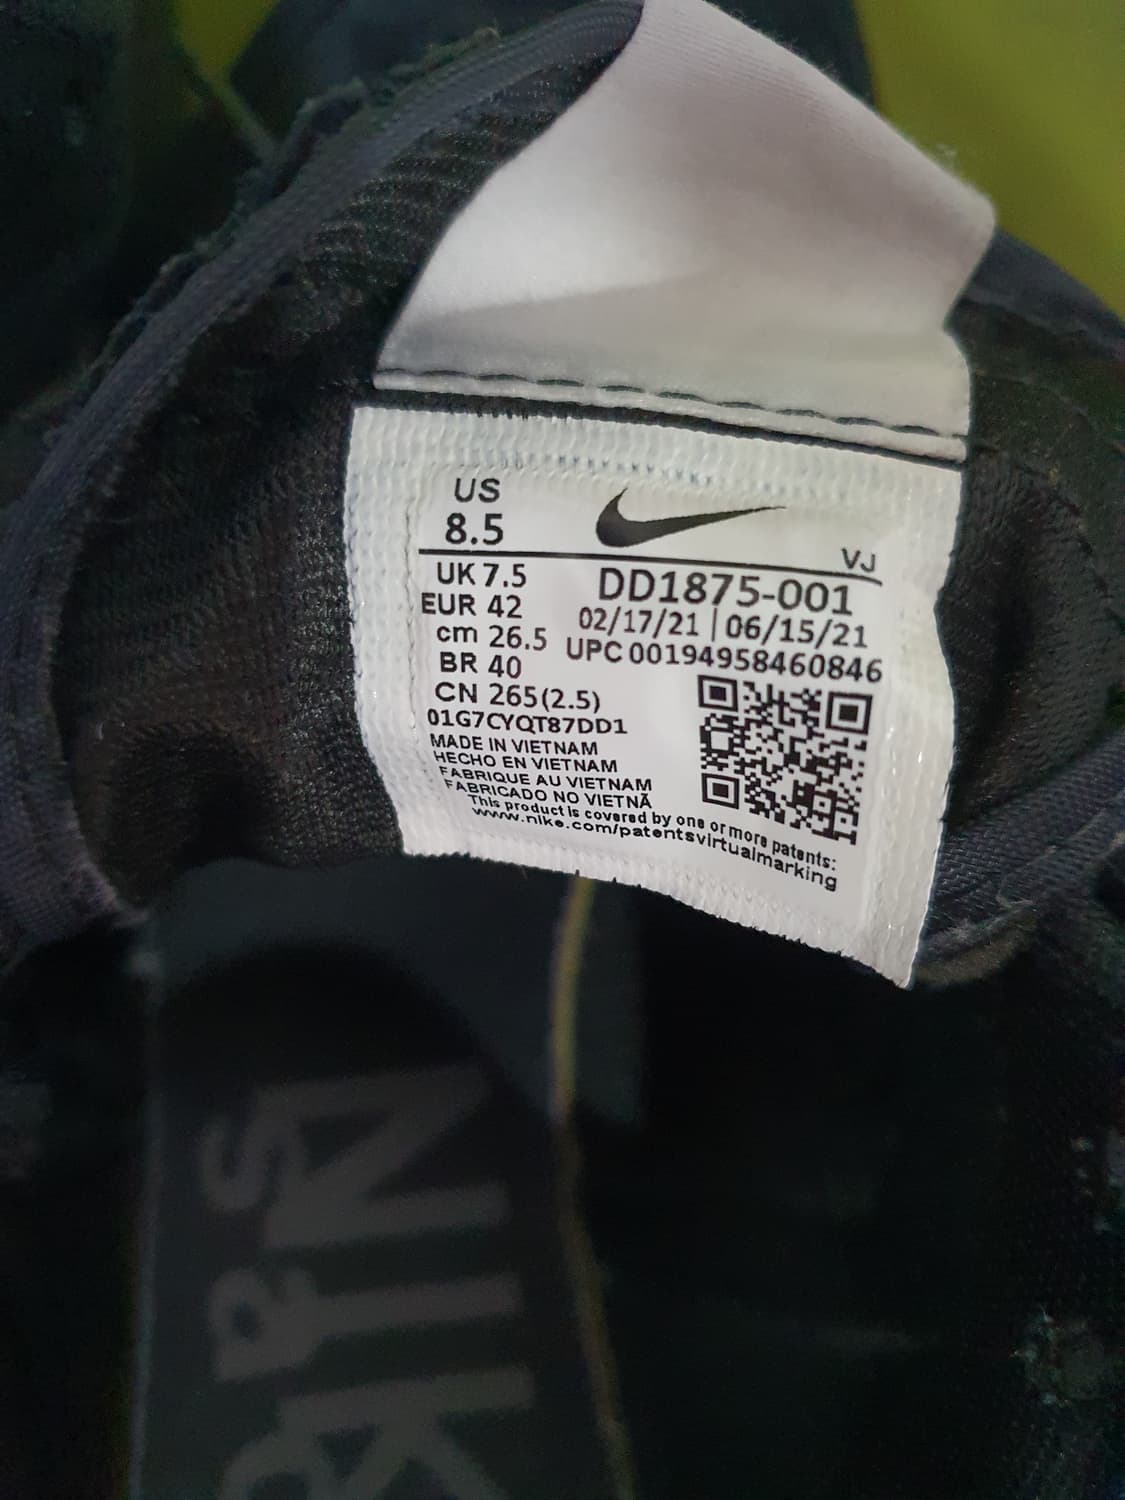 US
8.5
VJ
UK 7.5
DD1875-001
EUR 42
02/17/21 | 06/15/21
cm 26.5
UPC 00194958460846
BR 40
CN 265(2.5)
01G7CYQT87DD1
MADE IN VIETNAM
HECHO EN VIETNAM
FABRIQUE AU VIETNAM
FABRICADO NO VIETNÃ
This product is covered by one or more patents:
www.nike.com/patentsvirtualmarking